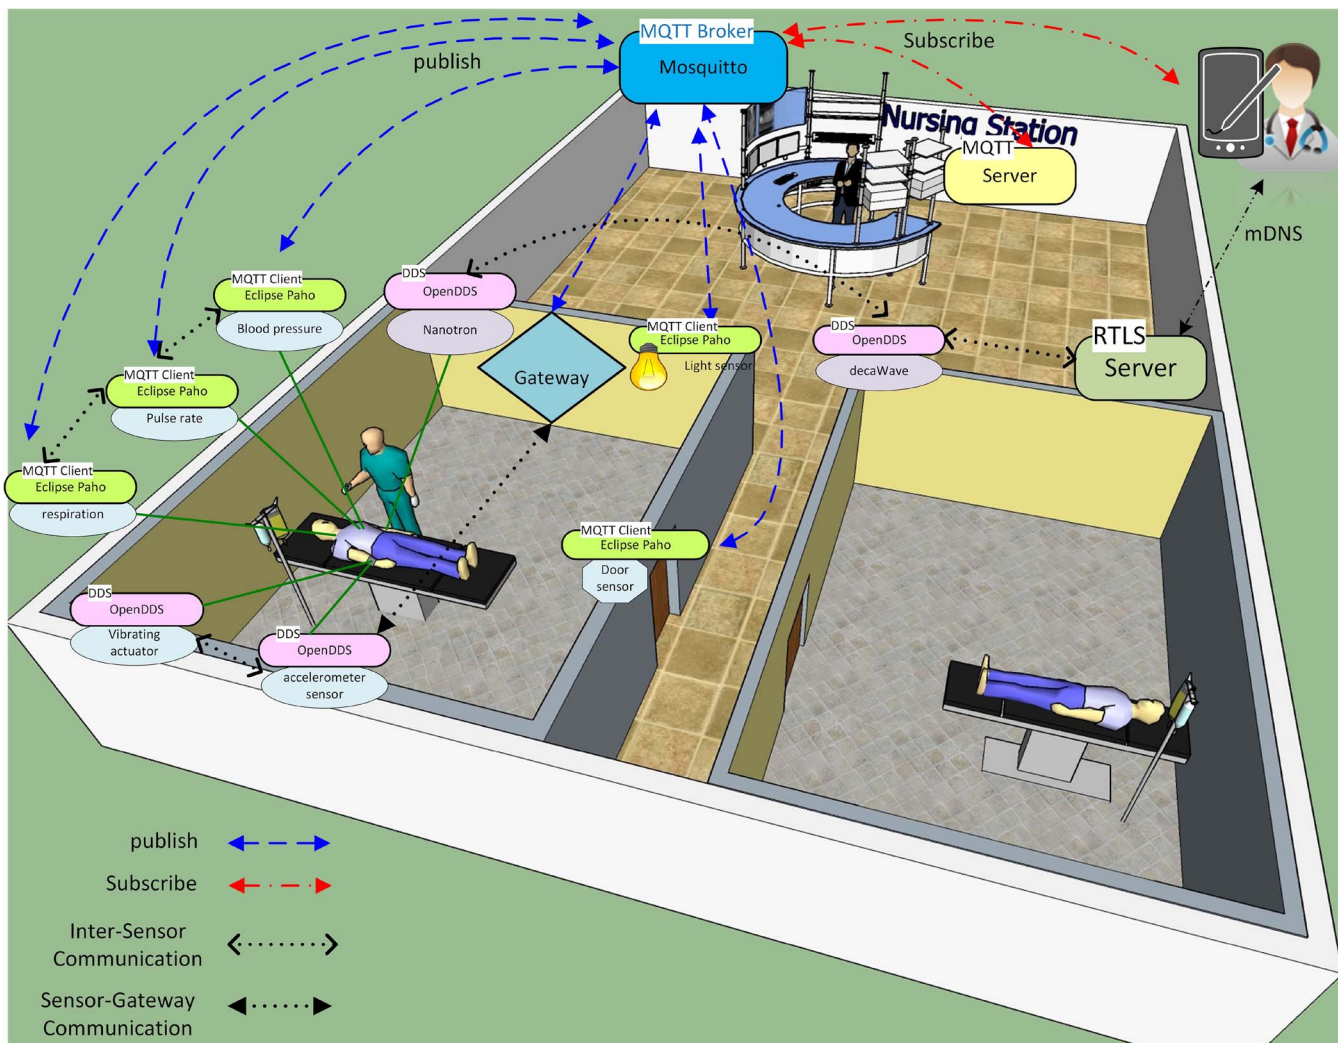 MQTT Broker
Mosquitto
publish
Subscribe
Nursing Station
MQTT
Server
mDNS
MQTT Client
Eclipse Paho
Blood pressure
DDS
OpenDDS
Nanotron
Gateway
MQTT Client
Eclipse Paho
Light sensor
DDS
OpenDDS
decaWave
RTLS
Server
MQTT Client
Eclipse Paho
Pulse rate
MQTT Client
Eclipse Paho
respiration
MQTT Client
Eclipse Paho
Door
sensor
DDS
OpenDDS
Vibrating
actuator
DDS
OpenDDS
accelerometer
sensor
publish
Subscribe
Inter-Sensor
Communication
Sensor-Gateway
Communication